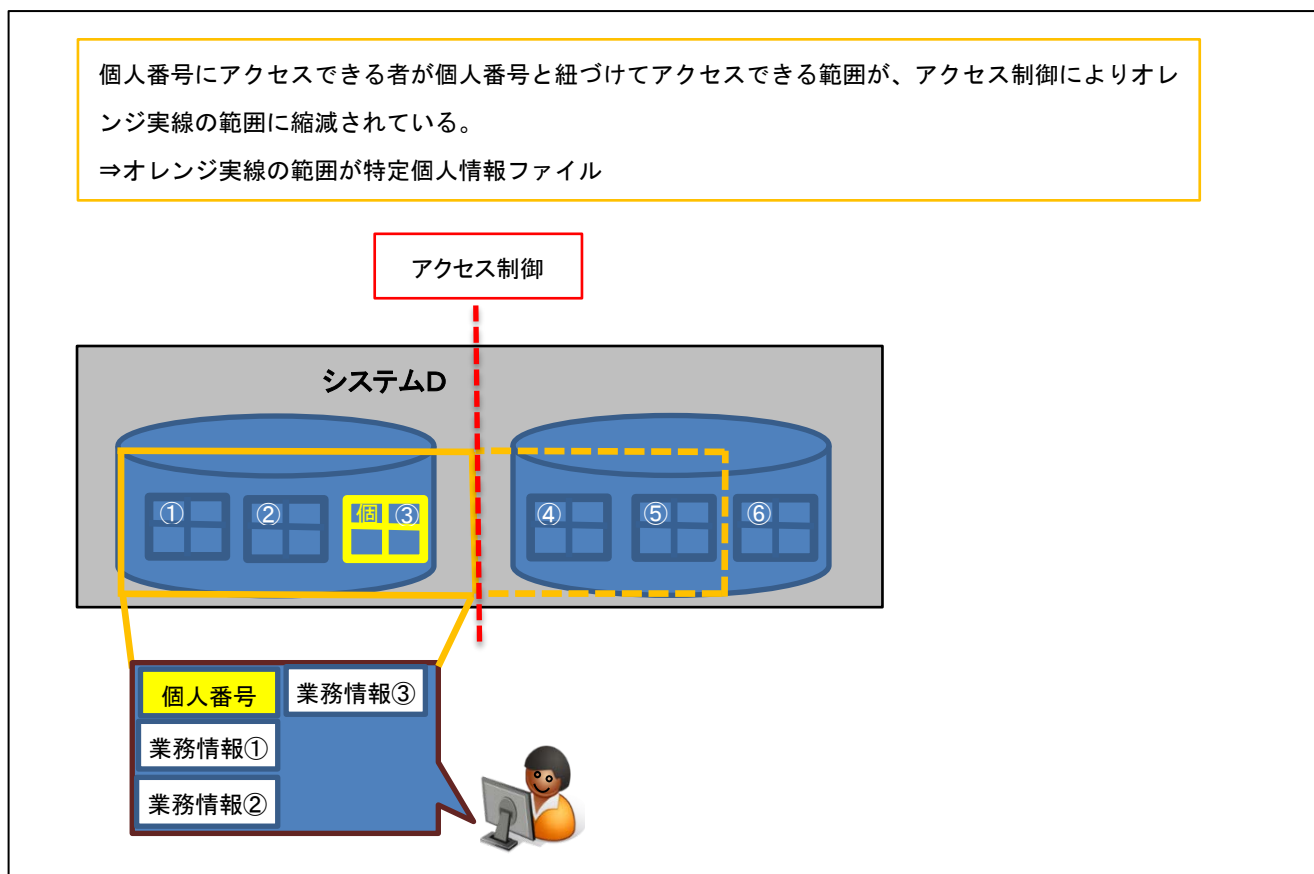 個人番号にアクセスできる者が個人番号と紐づけてアクセスできる範囲が、アクセス制御によりオレ
ンジ実線の範囲に縮減されている。
⇒オレンジ実線の範囲が特定個人情報ファイル
アクセス制御
システムD
① ② 個 ③ ④ ⑤ ⑥
個人番号 業務情報③
業務情報①
業務情報②